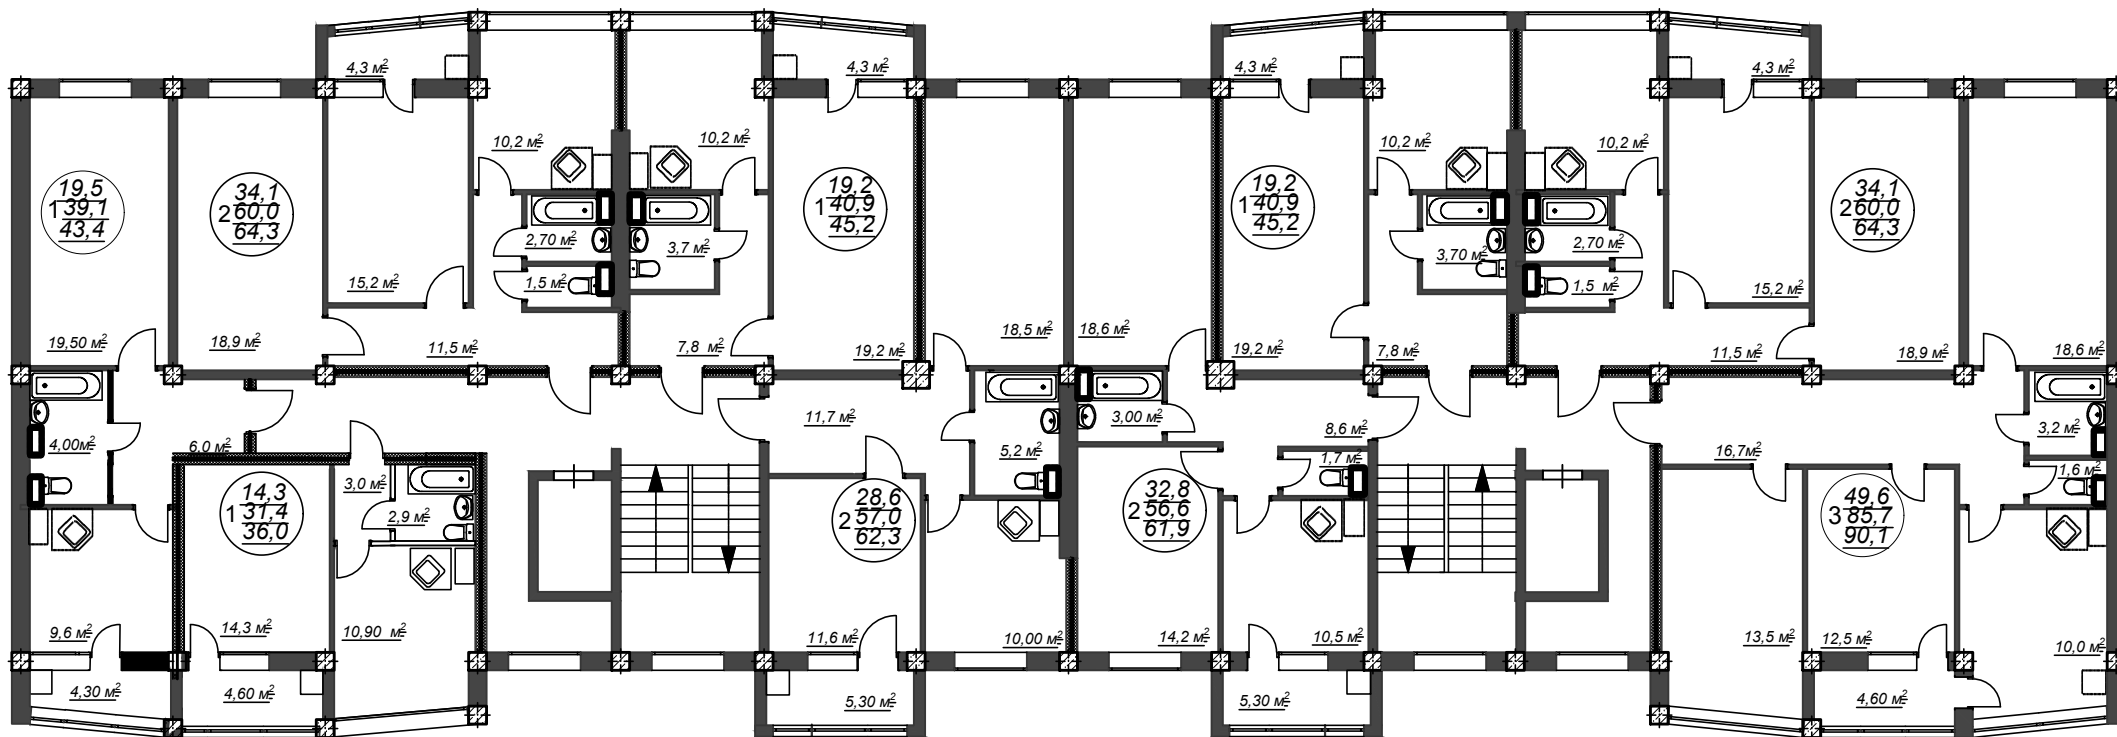 4,3 м²
4,3 м²
4,3 м²
4,3 м²
10,2 м²
10,2 м²
10,2 м²
10,2 м²
19,5
1 39,1
43,4
34,1
2 60,0
64,3
19,2
1 40,9
45,2
19,2
1 40,9
45,2
34,1
2 60,0
64,3
2,70 м²
3,7 м²
3,70 м²
2,70 м²
15,2 м²
1,5 м²
1,5 м²
15,2 м²
19,50 м²
18,9 м²
11,5 м²
7,8 м²
19,2 м²
18,5 м²
18,6 м²
19,2 м²
7,8 м²
11,5 м²
18,9 м²
18,6 м²
4,00м²
6,0 м²
11,7 м²
5,2 м²
3,00 м²
8,6 м²
1,7 м²
16,7м²
3,2 м²
1,6 м²
3,0 м²
2,9 м²
14,3
1 31,4
36,0
28,6
2 57,0
62,3
32,8
2 56,6
61,9
49,6
3 85,7
90,1
9,6 м²
14,3 м²
10,90 м²
11,6 м²
10,00 м²
14,2 м²
10,5 м²
13,5 м²
12,5 м²
10,0 м²
4,30 м²
4,60 м²
5,30 м²
5,30 м²
4,60 м²